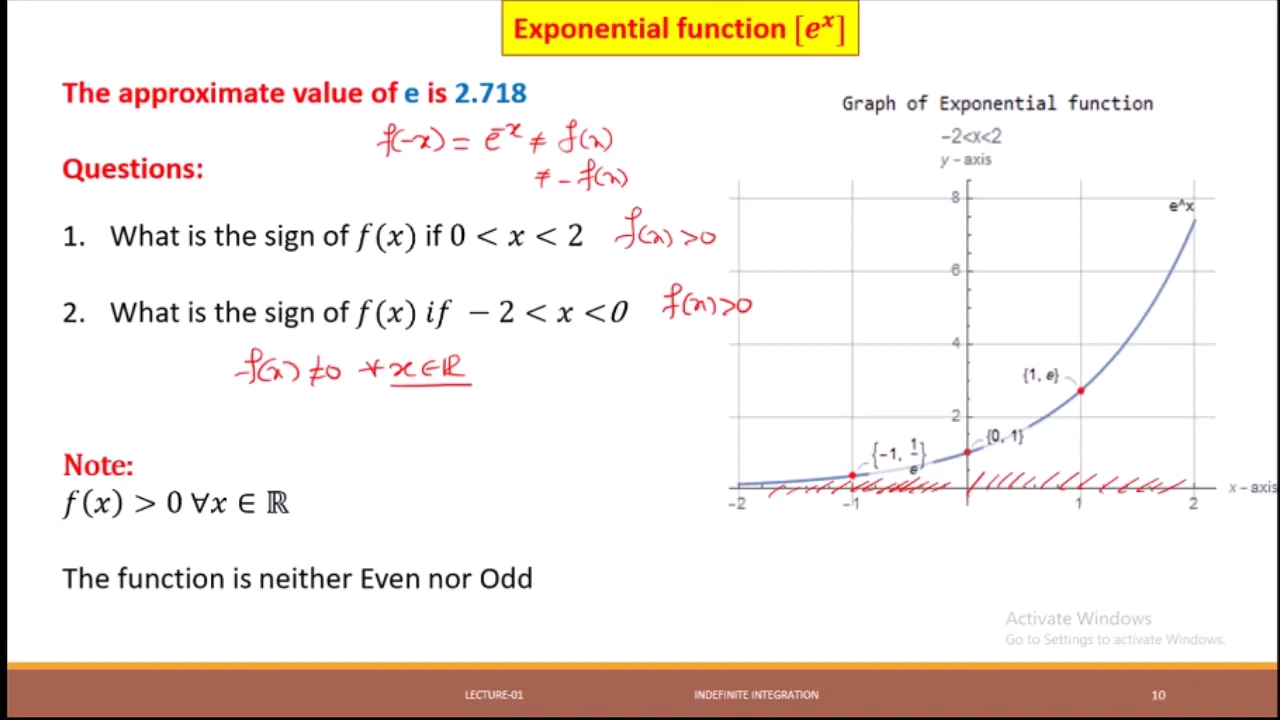 Exponential function [eˣ]
The approximate value of e is 2.718
f(-x) = e⁻ˣ ≠ f(x)
≠ - f(x)
Questions:
1. What is the sign of f(x) if 0 < x < 2 f(x) > 0
2. What is the sign of f(x) if − 2 < x < 0 f(x) > 0
f(x) ≠ 0 ∀ x ∈ ℝ
Note:
f(x) > 0 ∀x ∈ ℝ
The function is neither Even nor Odd
Graph of Exponential function
-2<x<2
y - axis
8
e^x
6
4
{1, e}
2
{0, 1}
{-1, 1/e}
x - axis
-2 -1 1 2
Activate Windows
Go to Settings to activate Windows.
LECTURE-01 INDEFINITE INTEGRATION 10